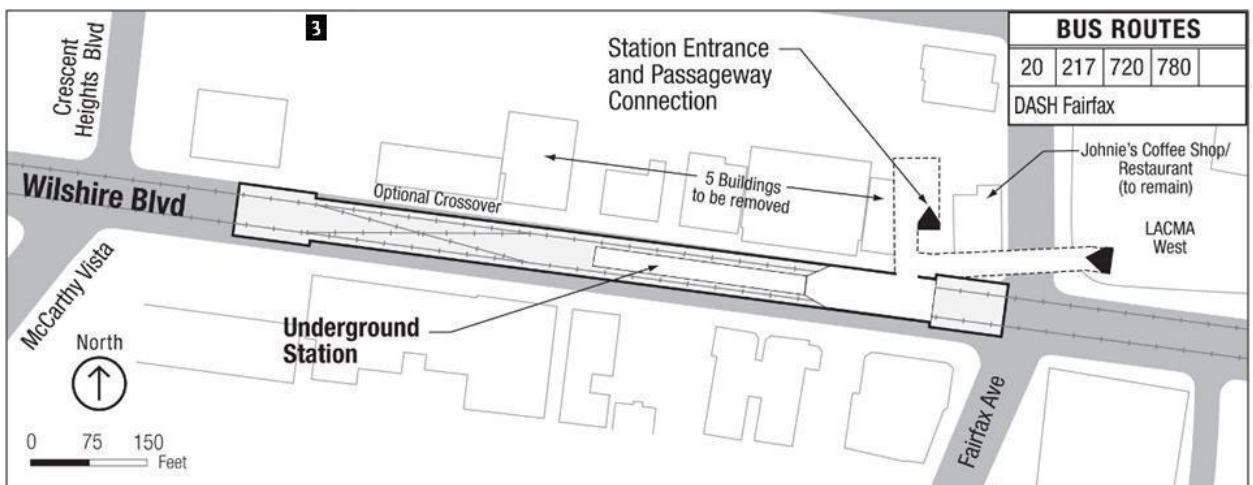 3
BUS ROUTES
20 217 720 780
DASH Fairfax
Crescent
Heights Blvd
Station Entrance
and Passageway
Connection
Johnie's Coffee Shop/
Restaurant
(to remain)
5 Buildings
to be removed
Wilshire Blvd
Optional Crossover
LACMA
West
McCarthy Vista
Underground
Station
North
0 75 150
Feet
Fairfax Ave